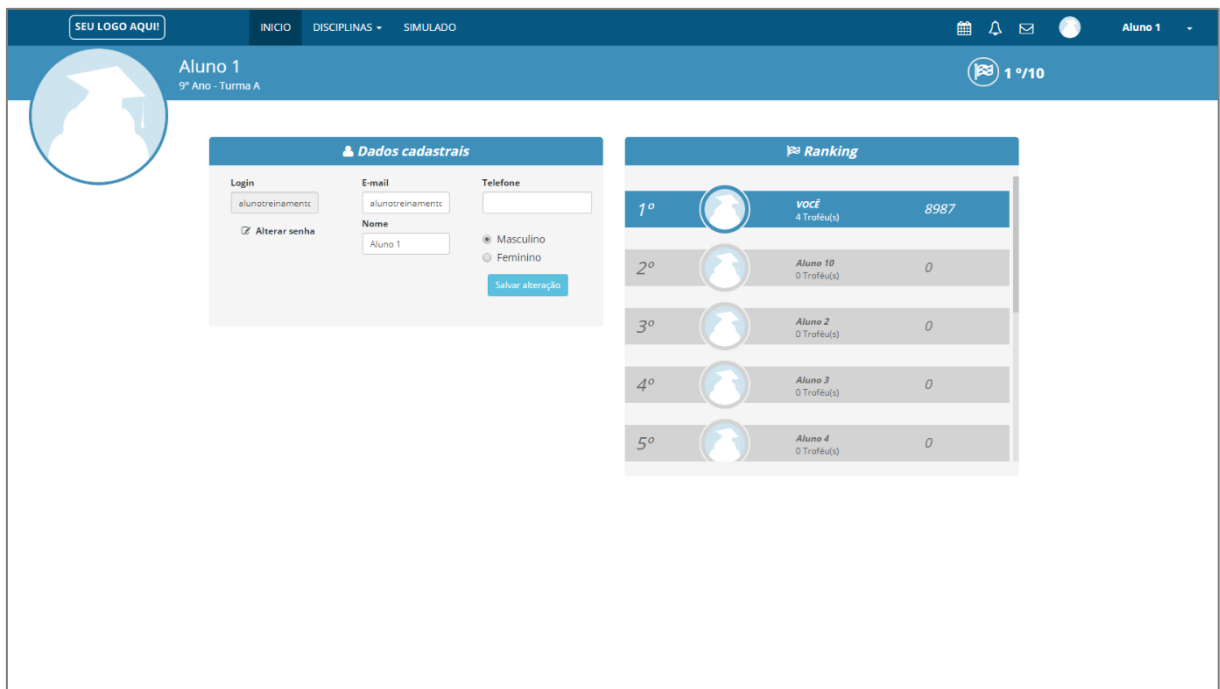 SEU LOGO AQUI!
INICIO DISCIPLINAS SIMULADO
Aluno 1
Aluno 1
9º Ano - Turma A
1 º/10
Dados cadastrais
Login
alunotreinamento
Alterar senha
E-mail
alunotreinamento
Nome
Aluno 1
Telefone
Masculino
Feminino
Salvar alteração
Ranking
1º VOCÊ 8987
4 Troféu(s)
2º Aluno 10 0
0 Troféu(s)
3º Aluno 2 0
0 Troféu(s)
4º Aluno 3 0
0 Troféu(s)
5º Aluno 4 0
0 Troféu(s)